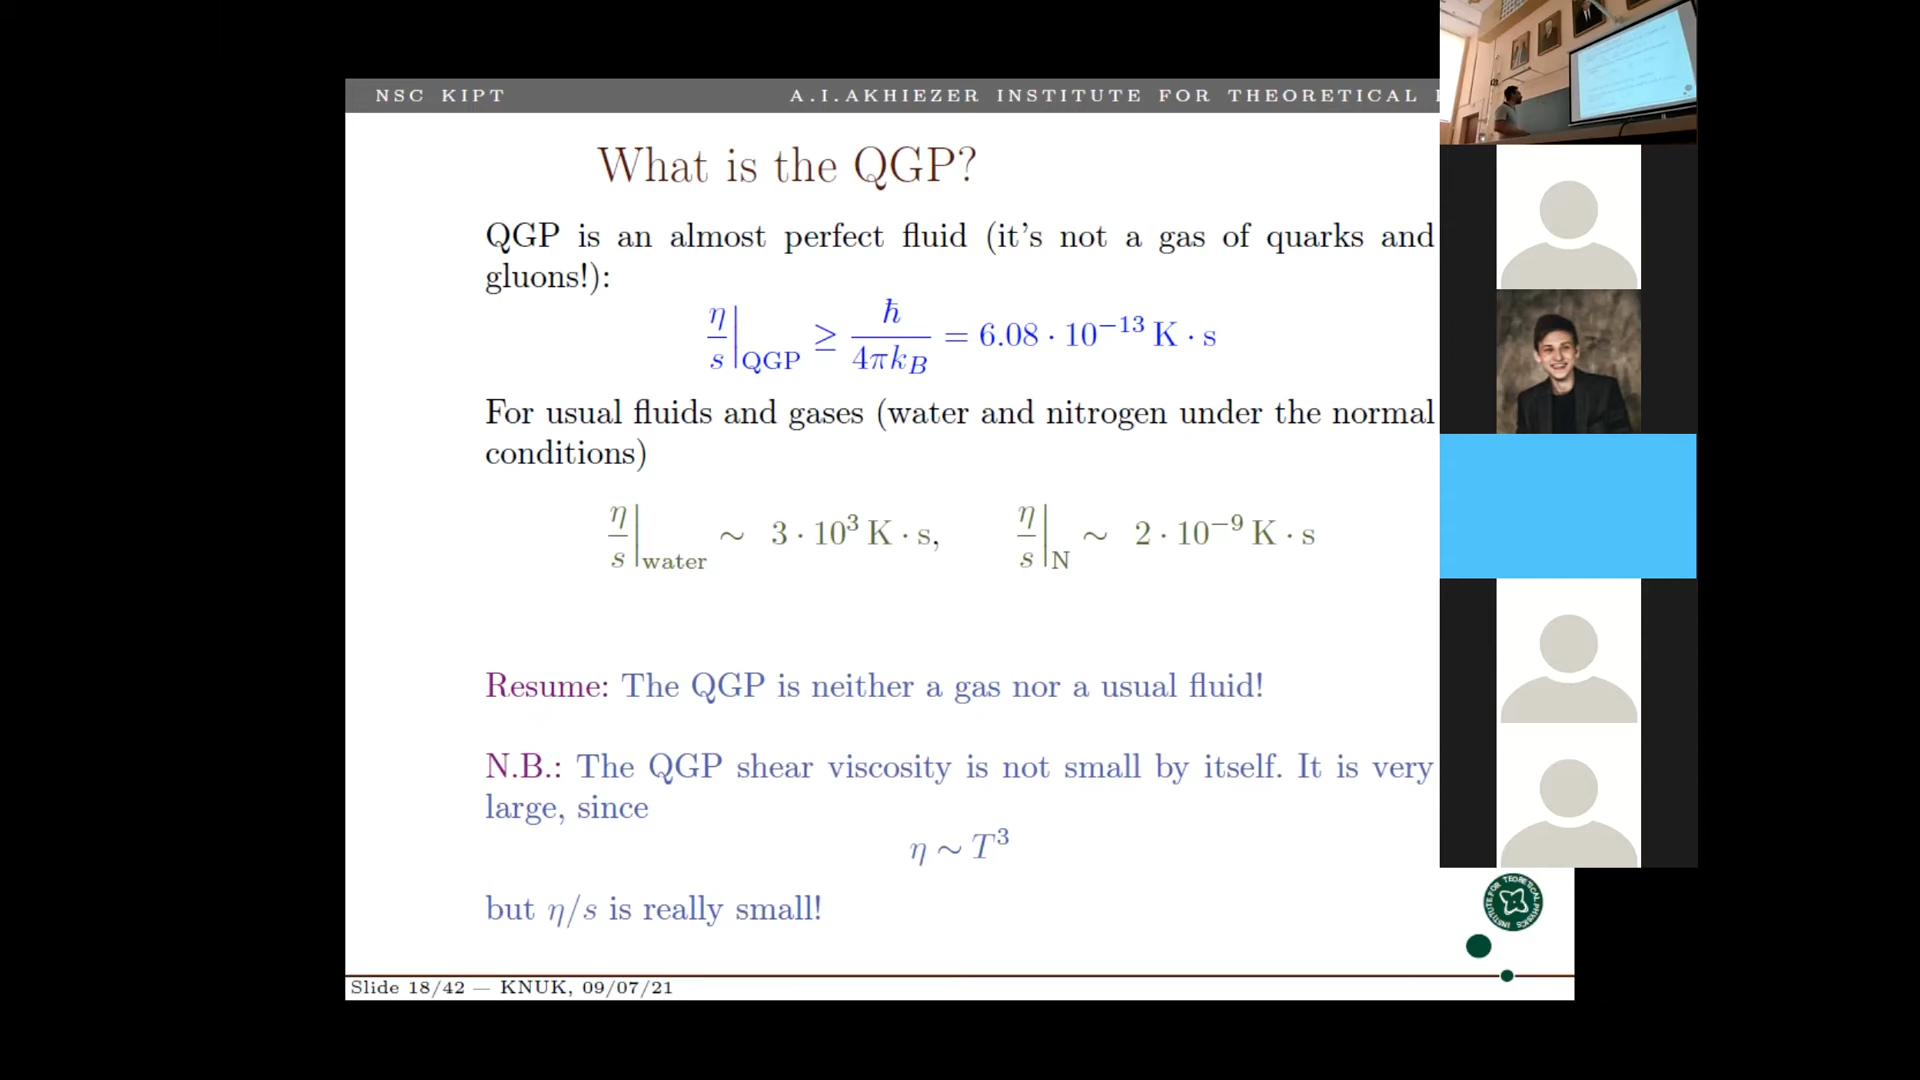 NSC KIPT
A.I.AKHIEZER INSTITUTE FOR THEORETICAL
What is the QGP?
QGP is an almost perfect fluid (it's not a gas of quarks and
gluons!):
η/s|QGP ≥ ħ/4πk_B = 6.08 · 10^−13 K · s
For usual fluids and gases (water and nitrogen under the normal
conditions)
η/s|water ∼ 3 · 10^3 K · s, η/s|N ∼ 2 · 10^−9 K · s
Resume: The QGP is neither a gas nor a usual fluid!
N.B.: The QGP shear viscosity is not small by itself. It is very
large, since
η ∼ T^3
but η/s is really small!
INSTITUTE FOR TEORETICAL PHYSICS
Slide 18/42 — KNUK, 09/07/21